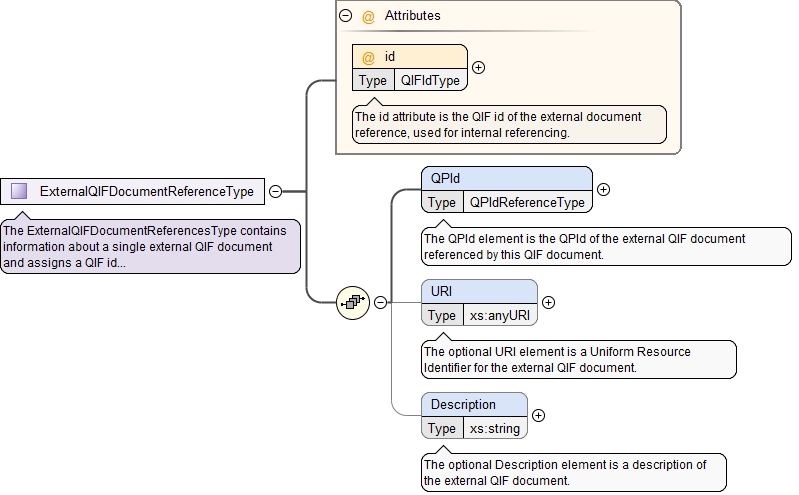 Attributes
@ id
Type QIFIdType
The id attribute is the QIF id of the external document
reference, used for internal referencing.
ExternalQIFDocumentReferenceType
The ExternalQIFDocumentReferencesType contains
information about a single external QIF document
and assigns a QIF id...
QPId
Type QPIdReferenceType
The QPId element is the QPId of the external QIF document
referenced by this QIF document.
URI
Type xs:anyURI
The optional URI element is a Uniform Resource
Identifier for the external QIF document.
Description
Type xs:string
The optional Description element is a description of
the external QIF document.